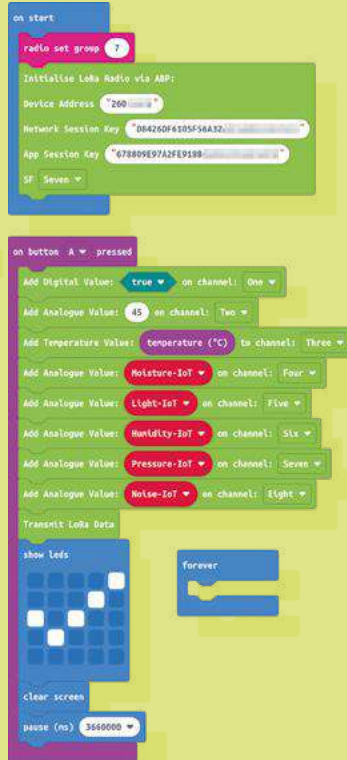 on start
radio set group 7
Initialise LoRa Radio via ABP:
Device Address "260 "
Network Session Key "D8426DF6105F58A32 "
App Session Key "678809E97A2FE918B "
SF Seven
on button A pressed
Add Digital Value: true on channel: One
Add Analogue Value: 45 on channel: Two
Add Temperature Value: temperature (°C) to channel: Three
Add Analogue Value: Moisture-IoT on channel: Four
Add Analogue Value: Light-IoT on channel: Five
Add Analogue Value: Humidity-IoT on channel: Six
Add Analogue Value: Pressure-IoT on channel: Seven
Add Analogue Value: Noise-IoT on channel: Eight
Transmit LoRa Data
show leds
forever
clear screen
pause (ms) 3660000